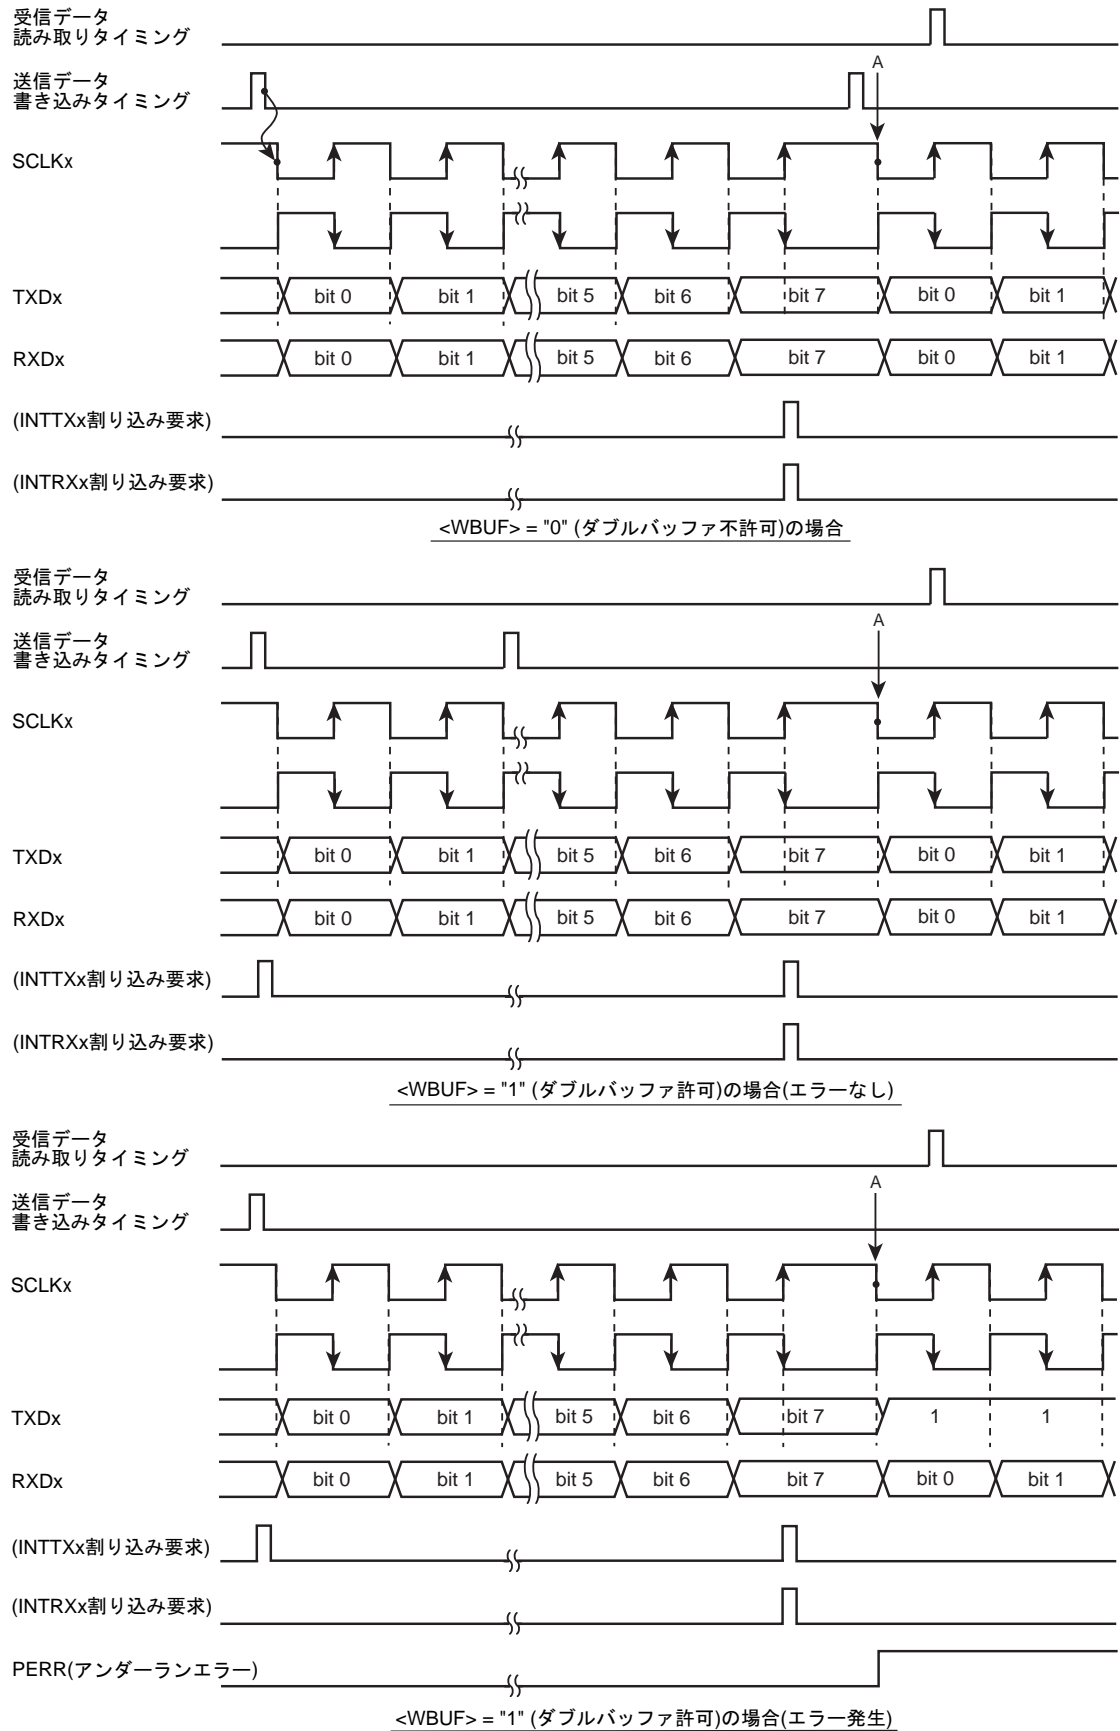 受信データ
読み取りタイミング
送信データ
書き込みタイミング
A
SCLKx
TXDx bit 0 bit 1 bit 5 bit 6 bit 7 bit 0 bit 1
RXDx bit 0 bit 1 bit 5 bit 6 bit 7 bit 0 bit 1
(INTTXx割り込み要求)
(INTRXx割り込み要求)
<WBUF> = "0" (ダブルバッファ不許可)の場合
受信データ
読み取りタイミング
送信データ
書き込みタイミング
A
SCLKx
TXDx bit 0 bit 1 bit 5 bit 6 bit 7 bit 0 bit 1
RXDx bit 0 bit 1 bit 5 bit 6 bit 7 bit 0 bit 1
(INTTXx割り込み要求)
(INTRXx割り込み要求)
<WBUF> = "1" (ダブルバッファ許可)の場合(エラーなし)
受信データ
読み取りタイミング
送信データ
書き込みタイミング
A
SCLKx
TXDx bit 0 bit 1 bit 5 bit 6 bit 7 1 1
RXDx bit 0 bit 1 bit 5 bit 6 bit 7 bit 0 bit 1
(INTTXx割り込み要求)
(INTRXx割り込み要求)
PERR(アンダーランエラー)
<WBUF> = "1" (ダブルバッファ許可)の場合(エラー発生)